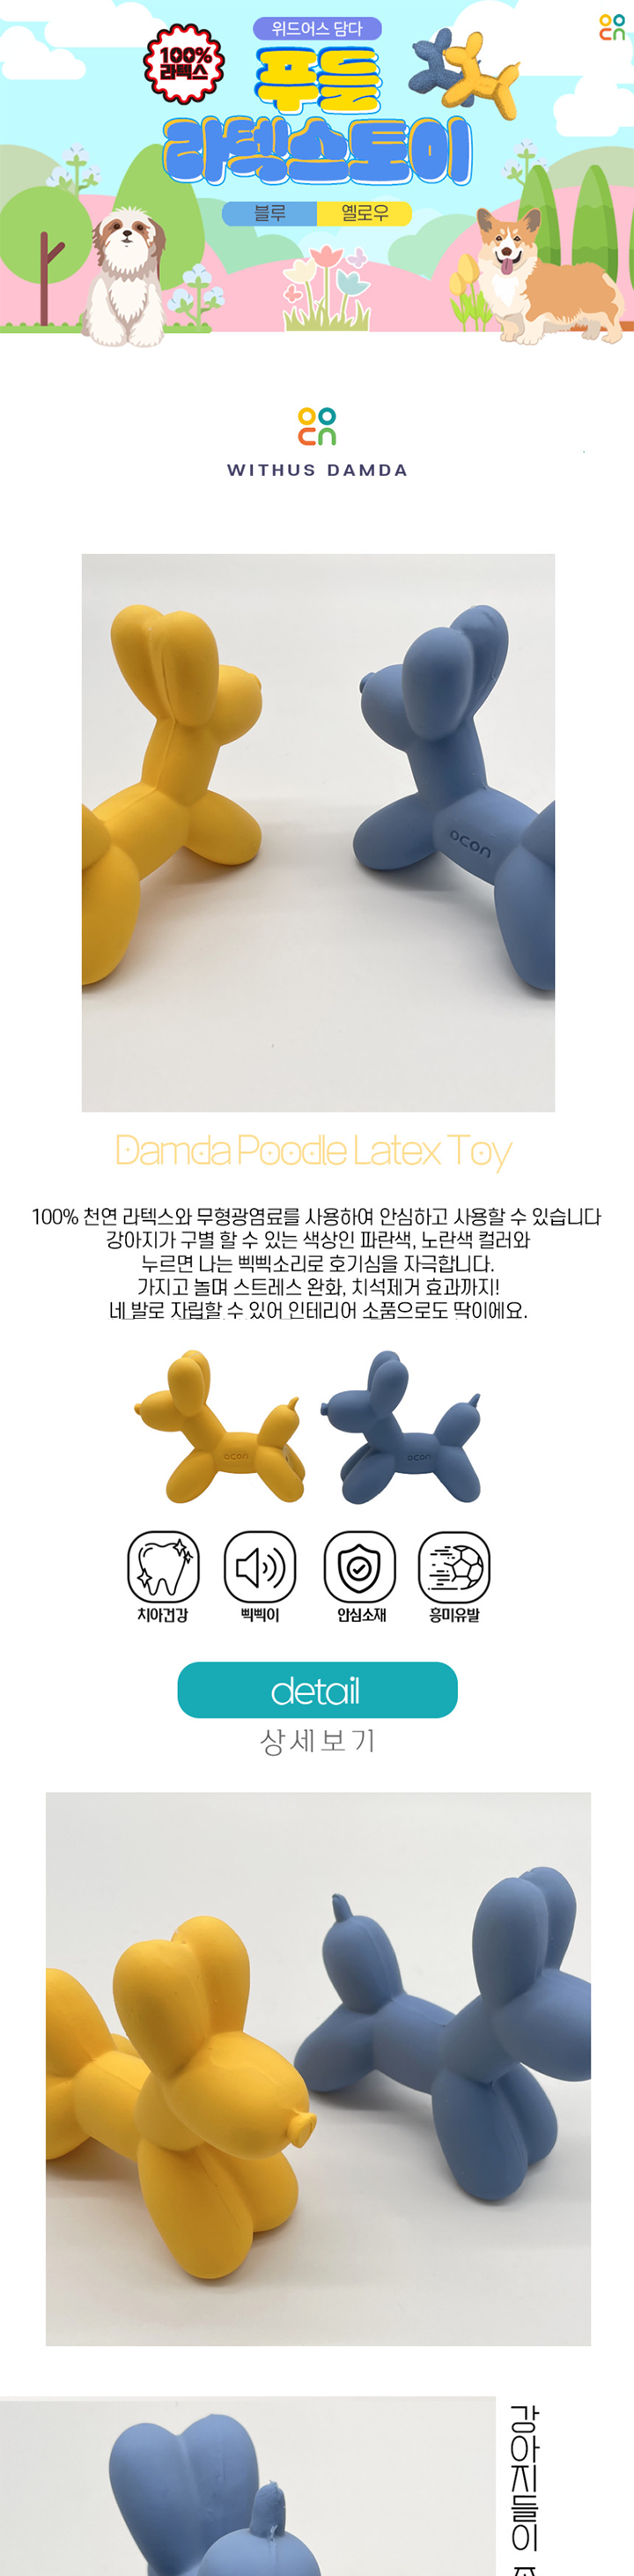 위드어스 담다
100%
라텍스
푸들
라텍스토이
블루 옐로우
WITHUS DAMDA
ocon
Damda Poodle Latex Toy
100% 천연 라텍스와 무형광염료를 사용하여 안심하고 사용할 수 있습니다
강아지가 구별 할 수 있는 색상인 파란색, 노란색 컬러와
누르면 나는 삑삑소리로 호기심을 자극합니다.
가지고 놀며 스트레스 완화, 치석제거 효과까지!
네 발로 자립할 수 있어 인테리어 소품으로도 딱이에요.
ocon ocon
치아건강 삑삑이 안심소재 흥미유발
detail
상세보기
강아지들이